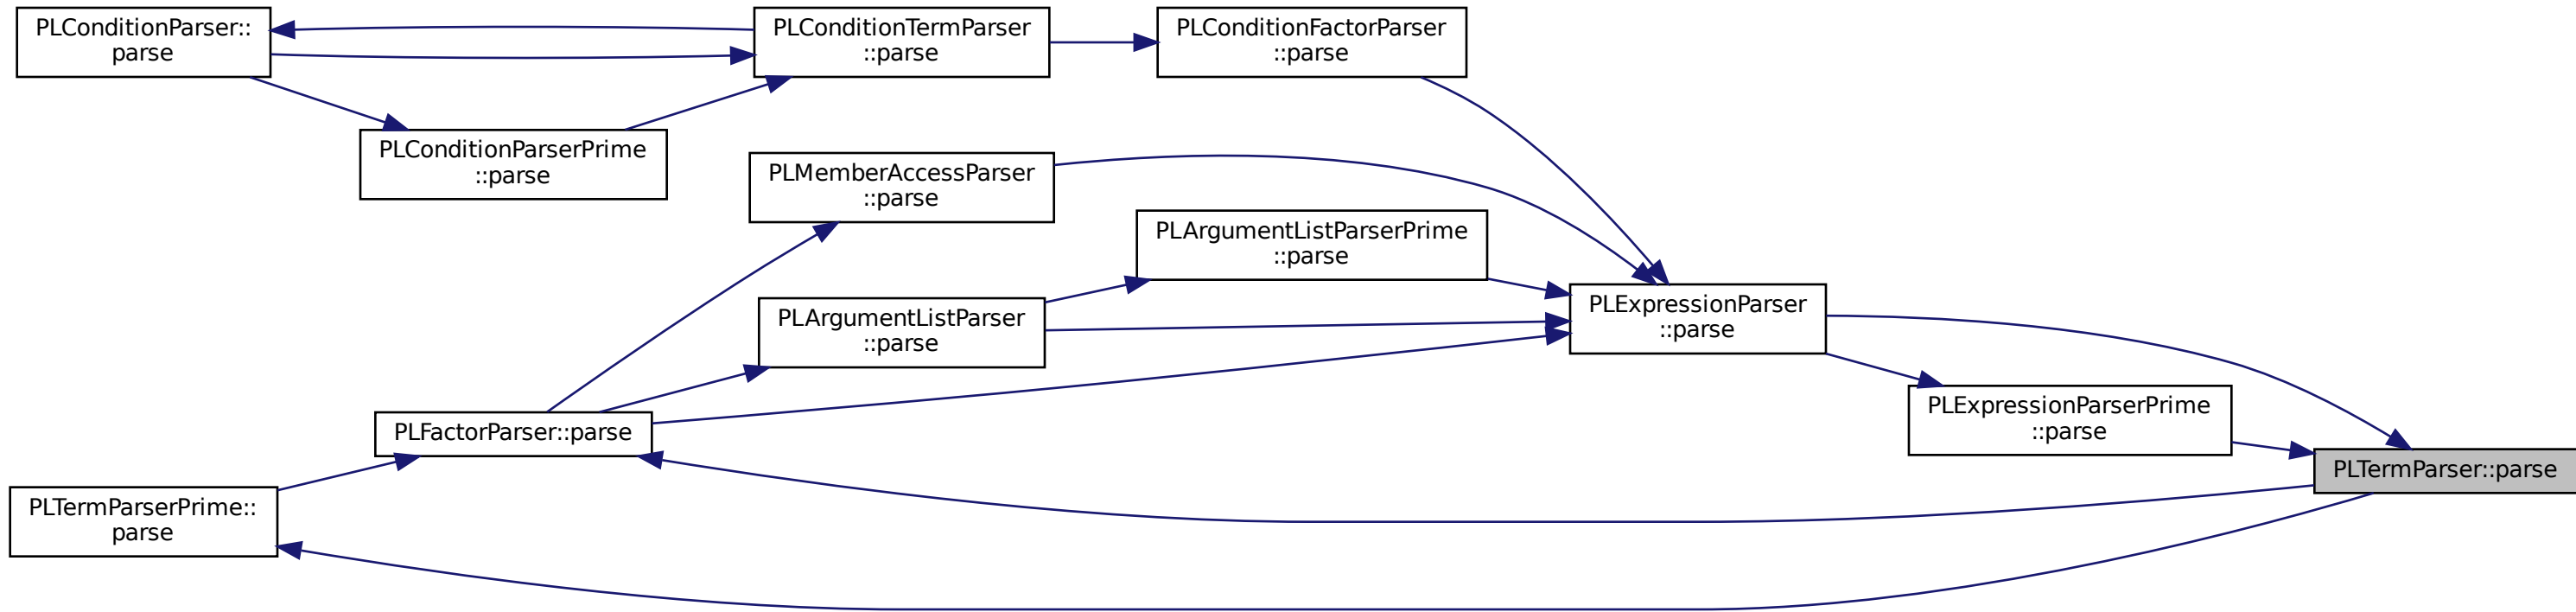 PLConditionParser::
parse
PLConditionTermParser
::parse
PLConditionFactorParser
::parse
PLConditionParserPrime
::parse
PLMemberAccessParser
::parse
PLArgumentListParserPrime
::parse
PLArgumentListParser
::parse
PLExpressionParser
::parse
PLExpressionParserPrime
::parse
PLFactorParser::parse
PLTermParser::parse
PLTermParserPrime::
parse